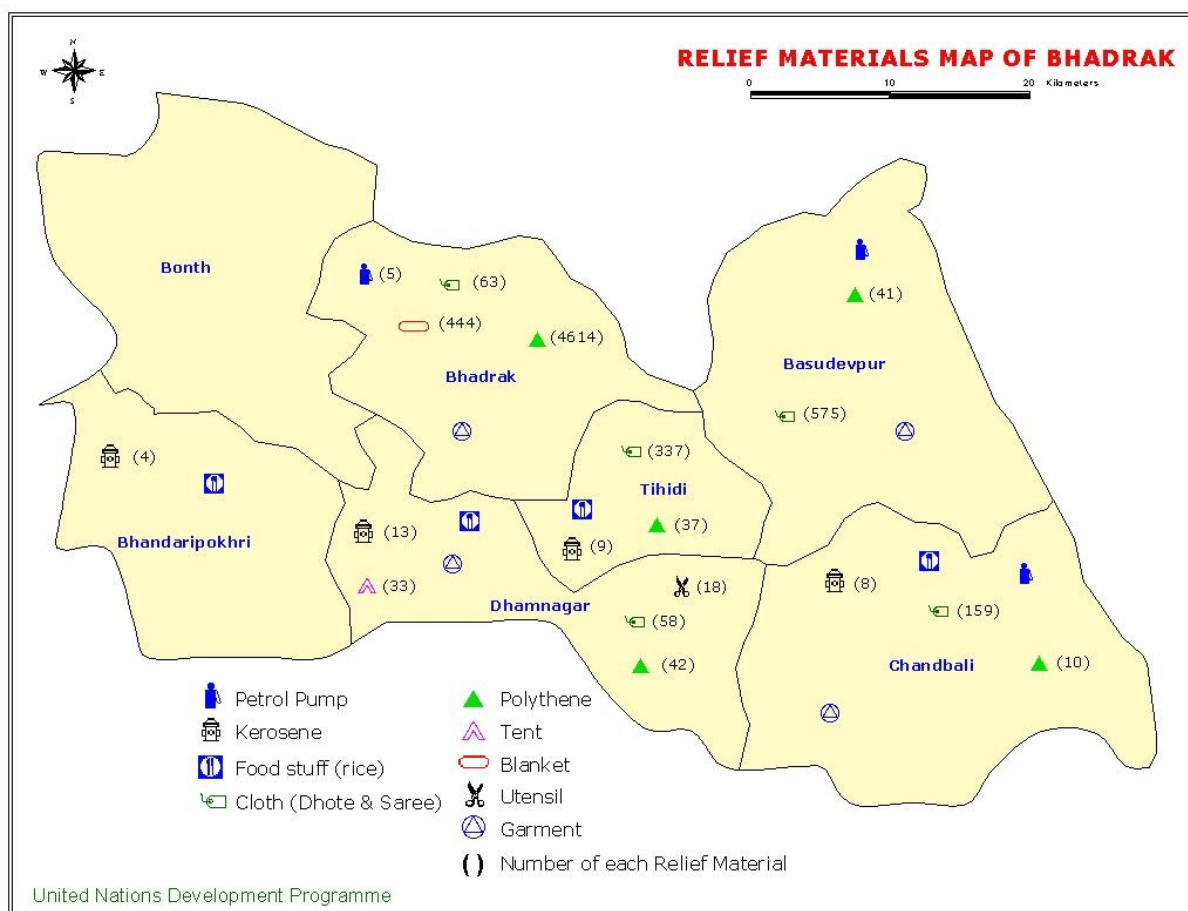 RELIEF MATERIALS MAP OF BHADRAK
N
W E
S
0 10 20 Kilometers
Bonth
(5)
(63)
(444)
(4614)
Bhadrak
(41)
Basudevpur
(575)
(4)
Bhandaripokhri
(337)
Tihidi
(37)
(9)
(13)
(33)
Dhamnagar
(18)
(58)
(42)
(8)
(159)
Chandbali
(10)
Petrol Pump
Kerosene
Food stuff (rice)
Cloth (Dhote & Saree)
Polythene
Tent
Blanket
Utensil
Garment
( ) Number of each Relief Material
United Nations Development Programme